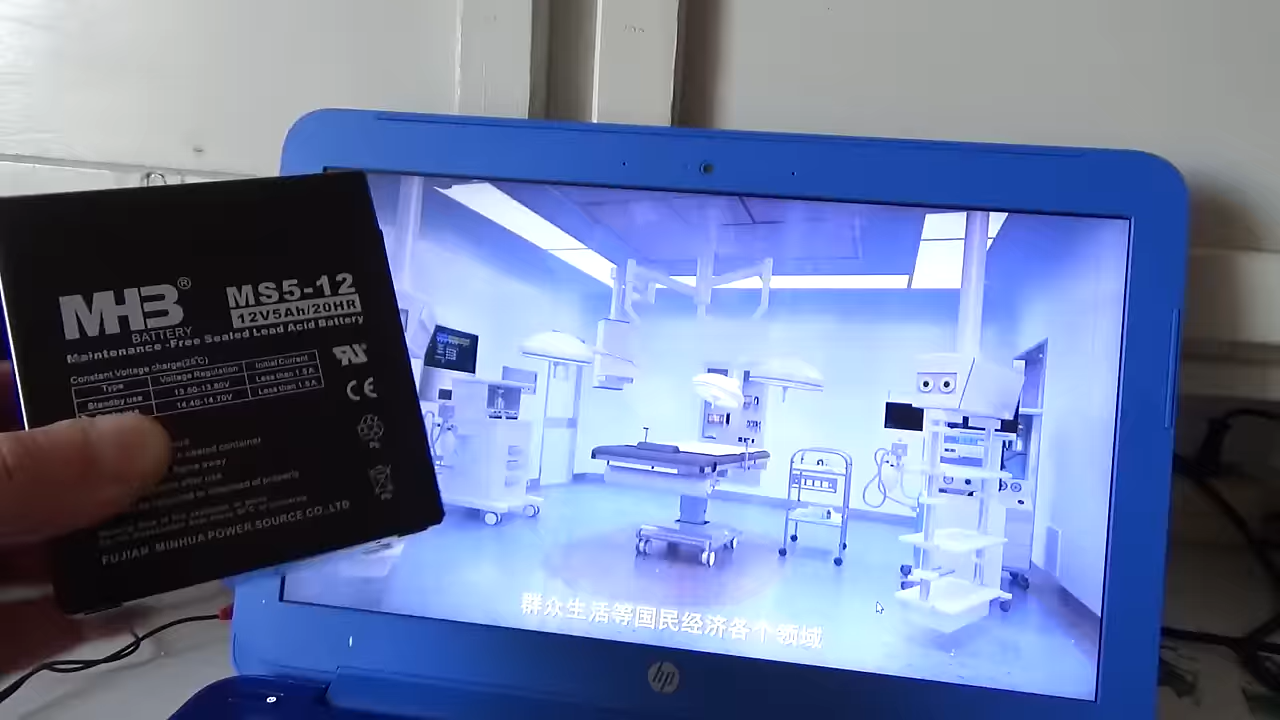 MHB®
BATTERY
MS5-12
12V5Ah/20HR
Maintenance-Free Sealed Lead Acid Battery
Constant Voltage charge(25℃)
Type Voltage Regulation Initial Current
Standby use 13.50-13.80V Less than 1.5A
14.40-14.70V Less than 1.5A
CE
Pb
FUJIAN MINHUA POWER SOURCE CO.,LTD
群众生活等国民经济各个领域
hp